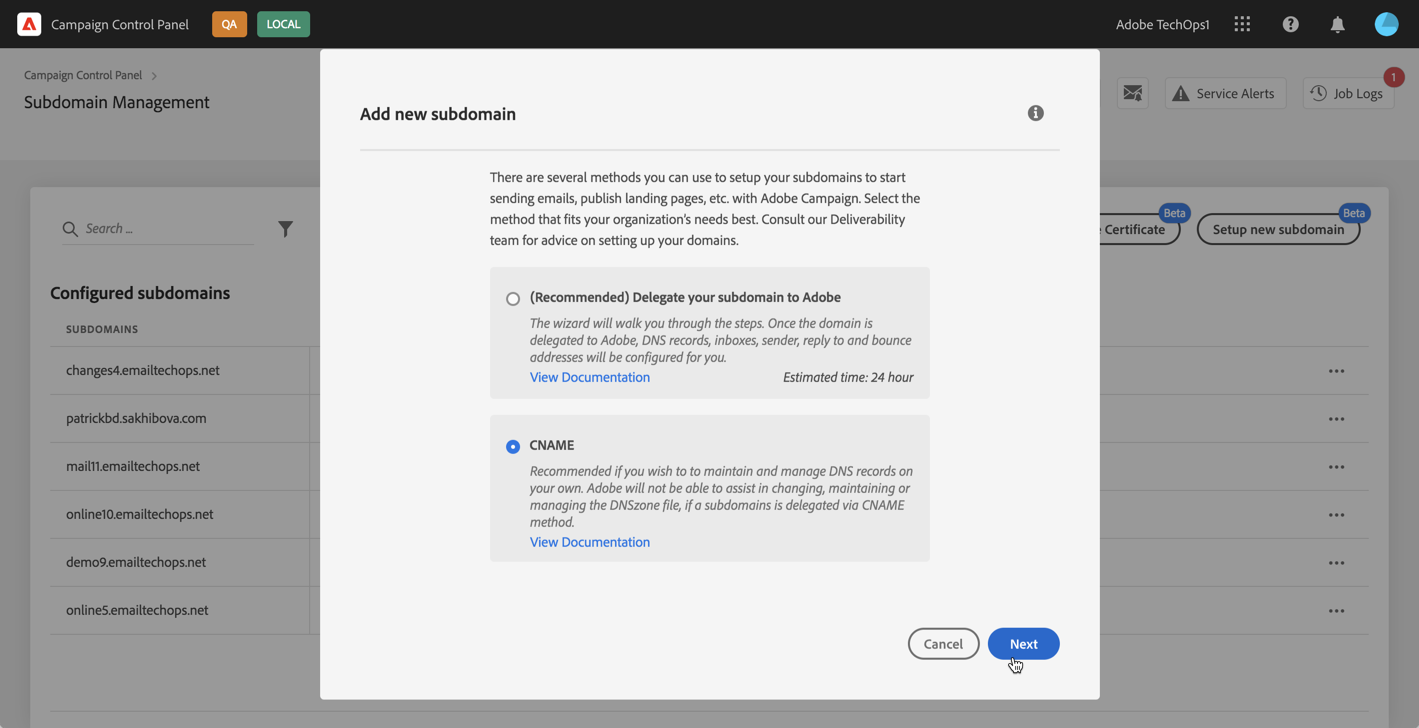 Campaign Control Panel
QA
LOCAL
Adobe TechOps1
Campaign Control Panel
Subdomain Management
Service Alerts
Job Logs
1
Search ...
Certificate
Beta
Setup new subdomain
Beta
Configured subdomains
SUBDOMAINS
changes4.emailtechops.net
patrickbd.sakhibova.com
mail11.emailtechops.net
online10.emailtechops.net
demo9.emailtechops.net
online5.emailtechops.net
Add new subdomain
There are several methods you can use to setup your subdomains to start
sending emails, publish landing pages, etc. with Adobe Campaign. Select the
method that fits your organization's needs best. Consult our Deliverability
team for advice on setting up your domains.
(Recommended) Delegate your subdomain to Adobe
The wizard will walk you through the steps. Once the domain is
delegated to Adobe, DNS records, inboxes, sender, reply to and bounce
addresses will be configured for you.
View Documentation
Estimated time: 24 hour
CNAME
Recommended if you wish to to maintain and manage DNS records on
your own. Adobe will not be able to assist in changing, maintaining or
managing the DNSzone file, if a subdomains is delegated via CNAME
method.
View Documentation
Cancel
Next